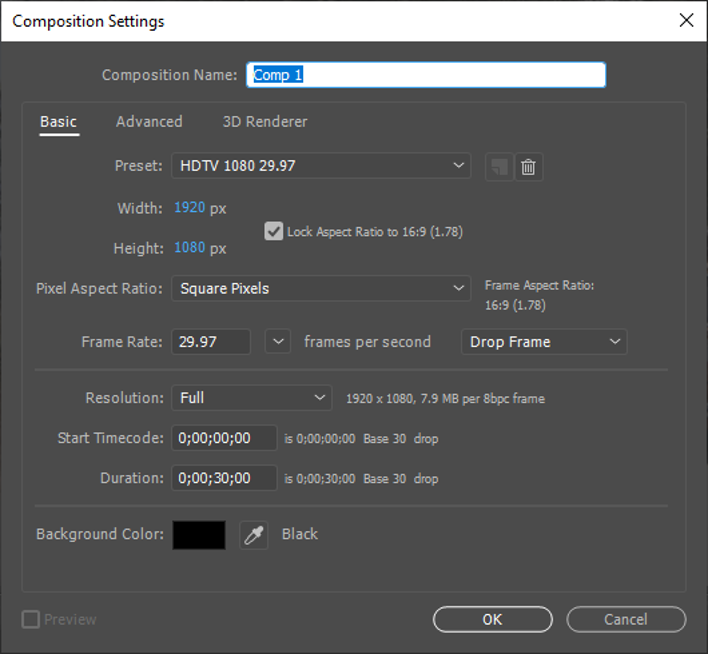 Composition Settings
Composition Name: Comp 1
Basic Advanced 3D Renderer
Preset: HDTV 1080 29.97
Width: 1920 px
Lock Aspect Ratio to 16:9 (1.78)
Height: 1080 px
Pixel Aspect Ratio: Square Pixels
Frame Aspect Ratio:
16:9 (1.78)
Frame Rate: 29.97 frames per second Drop Frame
Resolution: Full 1920 x 1080, 7.9 MB per 8bpc frame
Start Timecode: 0;00;00;00 is 0;00;00;00 Base 30 drop
Duration: 0;00;30;00 is 0;00;30;00 Base 30 drop
Background Color: Black
Preview OK Cancel